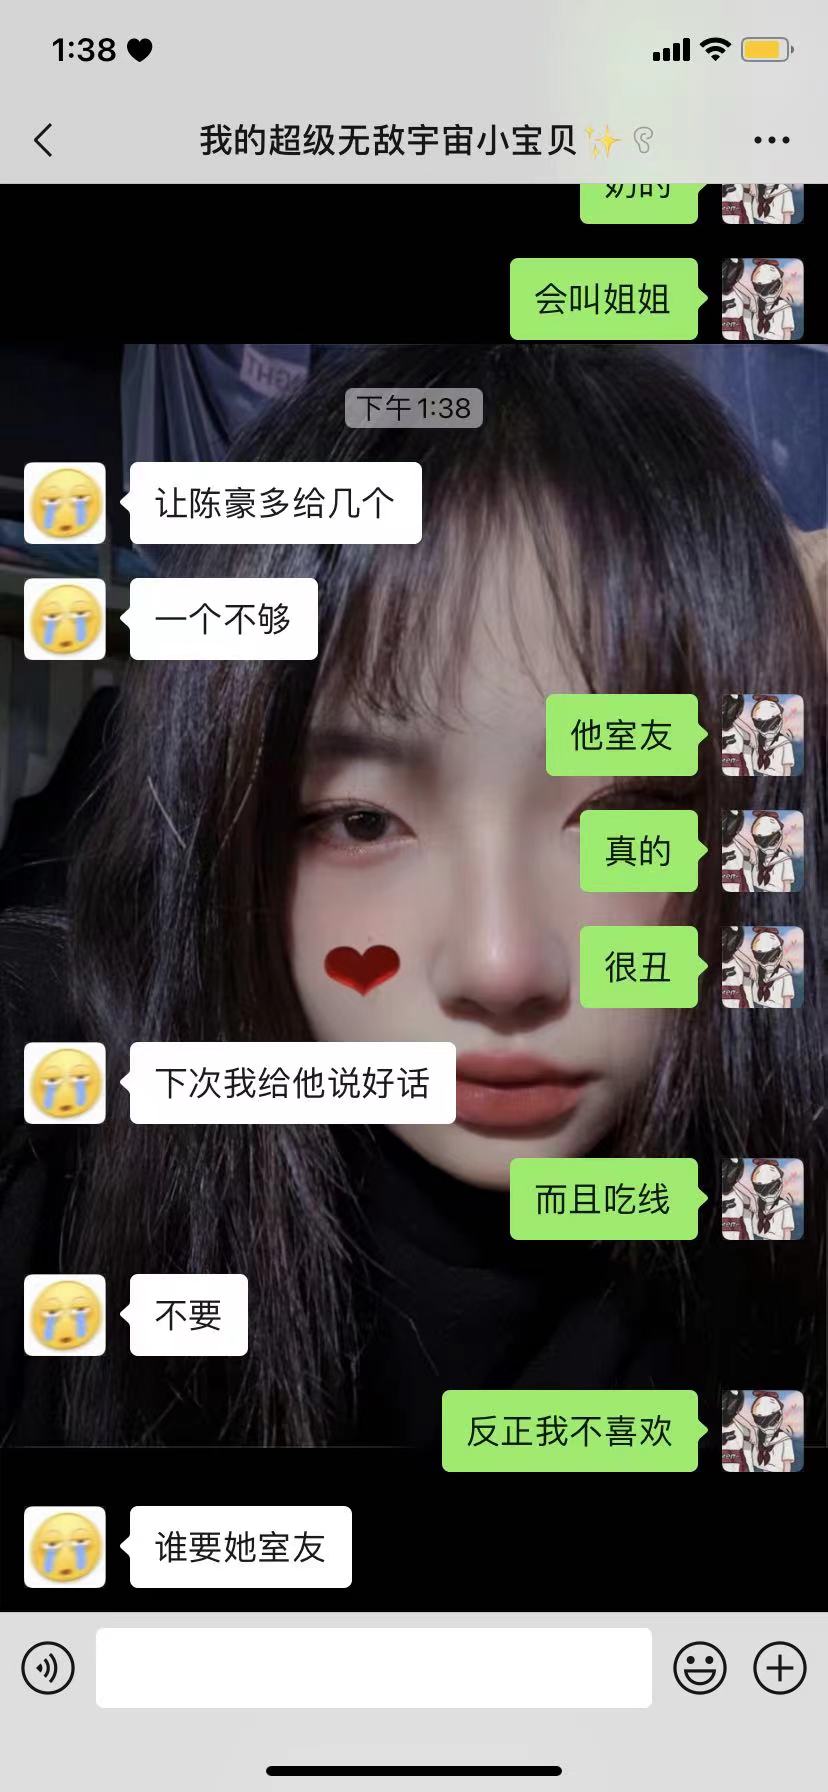 1:38
我的超级无敌宇宙小宝贝✨
奶的
会叫姐姐
下午1:38
让陈豪多给几个
一个不够
他室友
真的
很丑
下次我给他说好话
而且吃线
不要
反正我不喜欢
谁要她室友